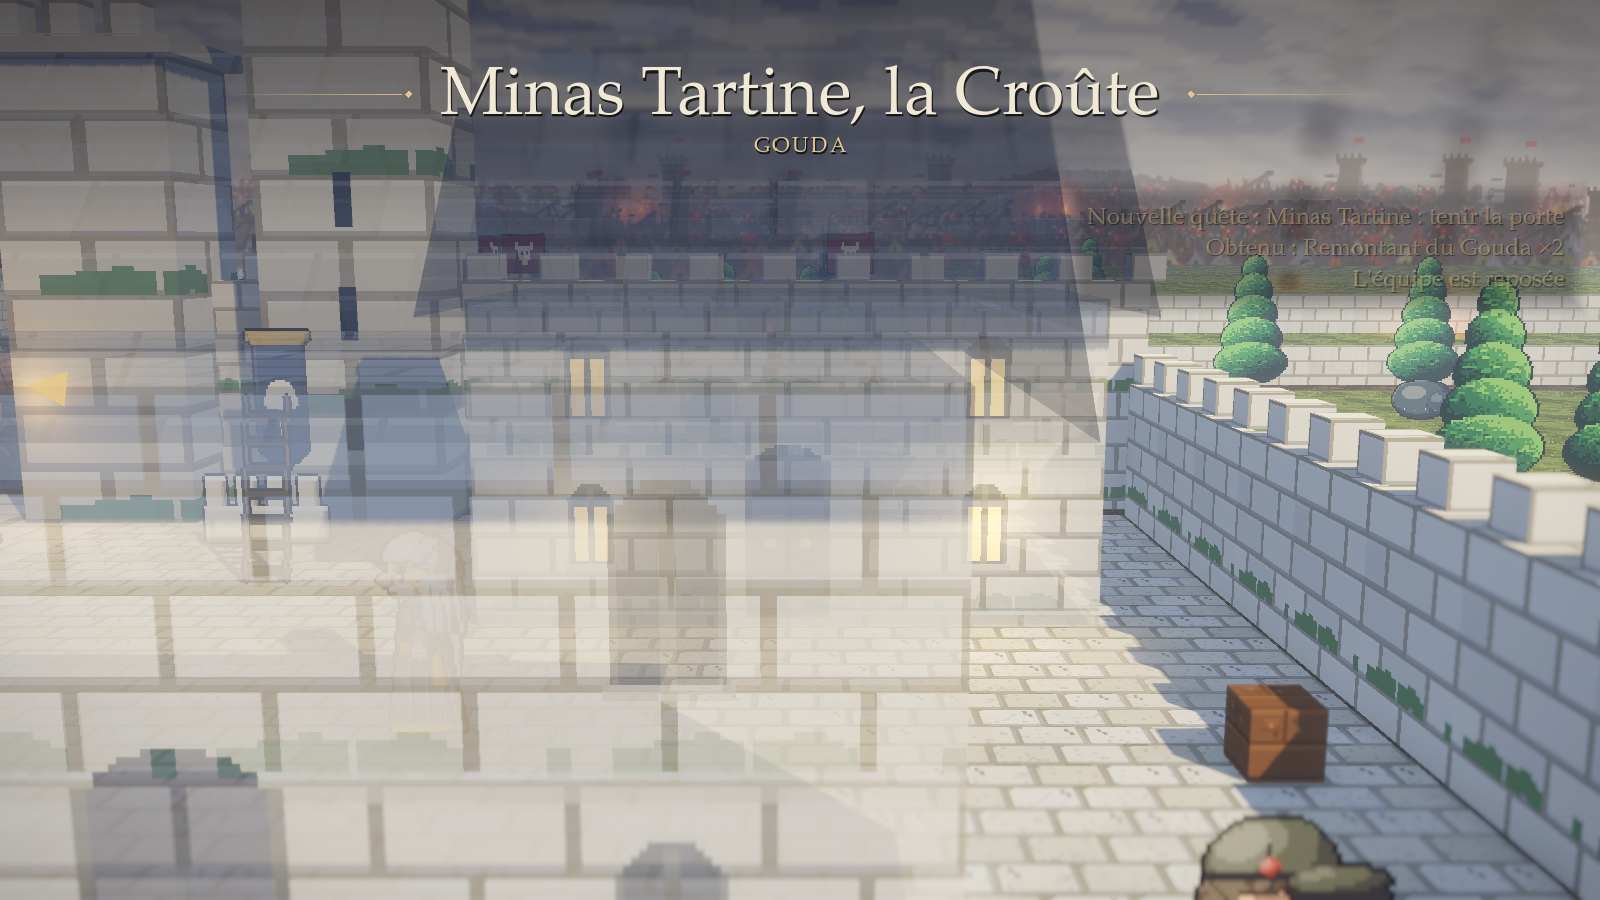 Minas Tartine, la Croûte
GOUDA
Nouvelle quête : Minas Tartine : tenir la porte
Obtenu : Remontant du Gouda ×2
L'équipe est reposée